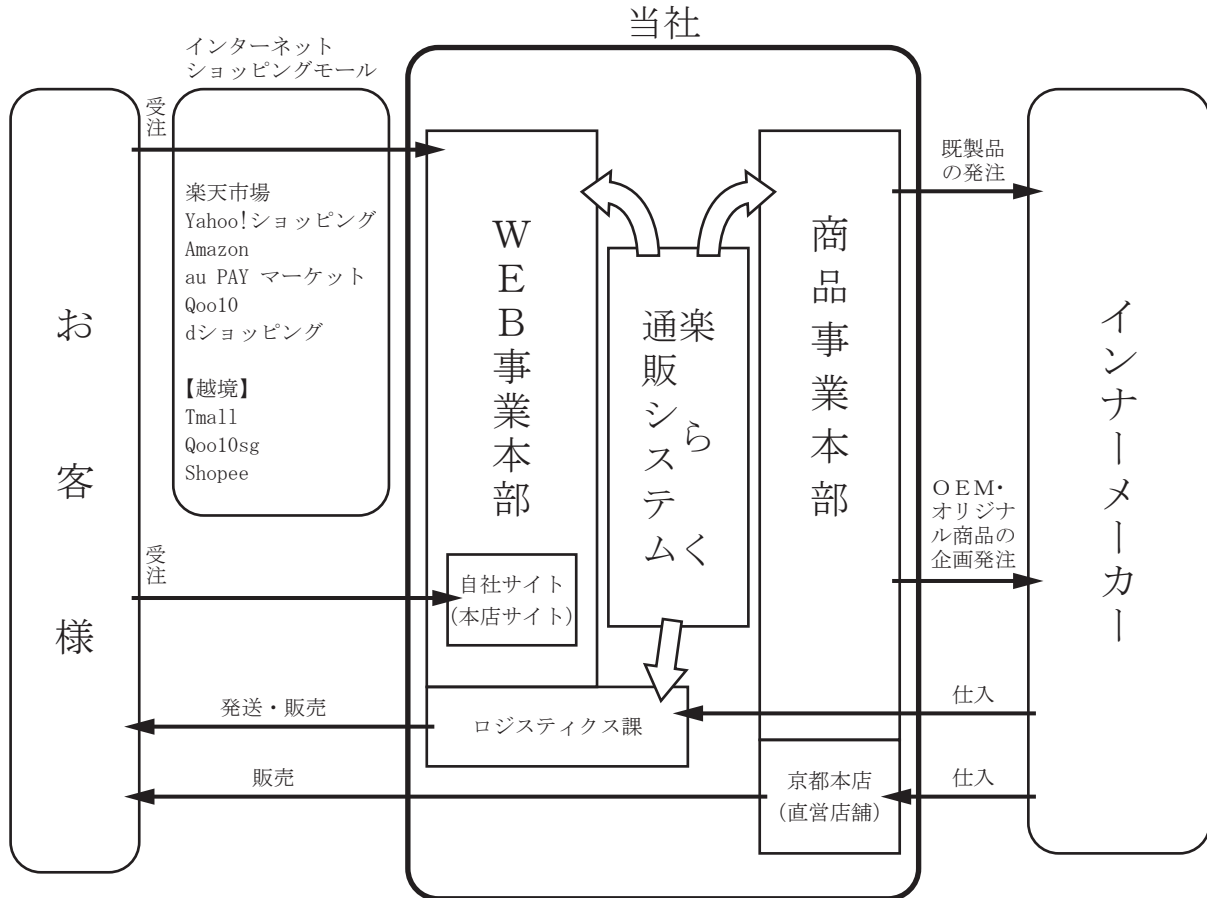 当社
インターネット
ショッピングモール
お客様
受注
楽天市場
Yahoo!ショッピング
Amazon
au PAY マーケット
Qoo10
dショッピング
【越境】
Tmall
Qoo10sg
Shopee
受注
発送・販売
販売
WEB事業本部
自社サイト
(本店サイト)
ロジスティクス課
楽らく
通販システム
商品事業本部
京都本店
(直営店舗)
既製品
の発注
OEM・
オリジナ
ル商品の
企画発注
仕入
仕入
インナーメーカー